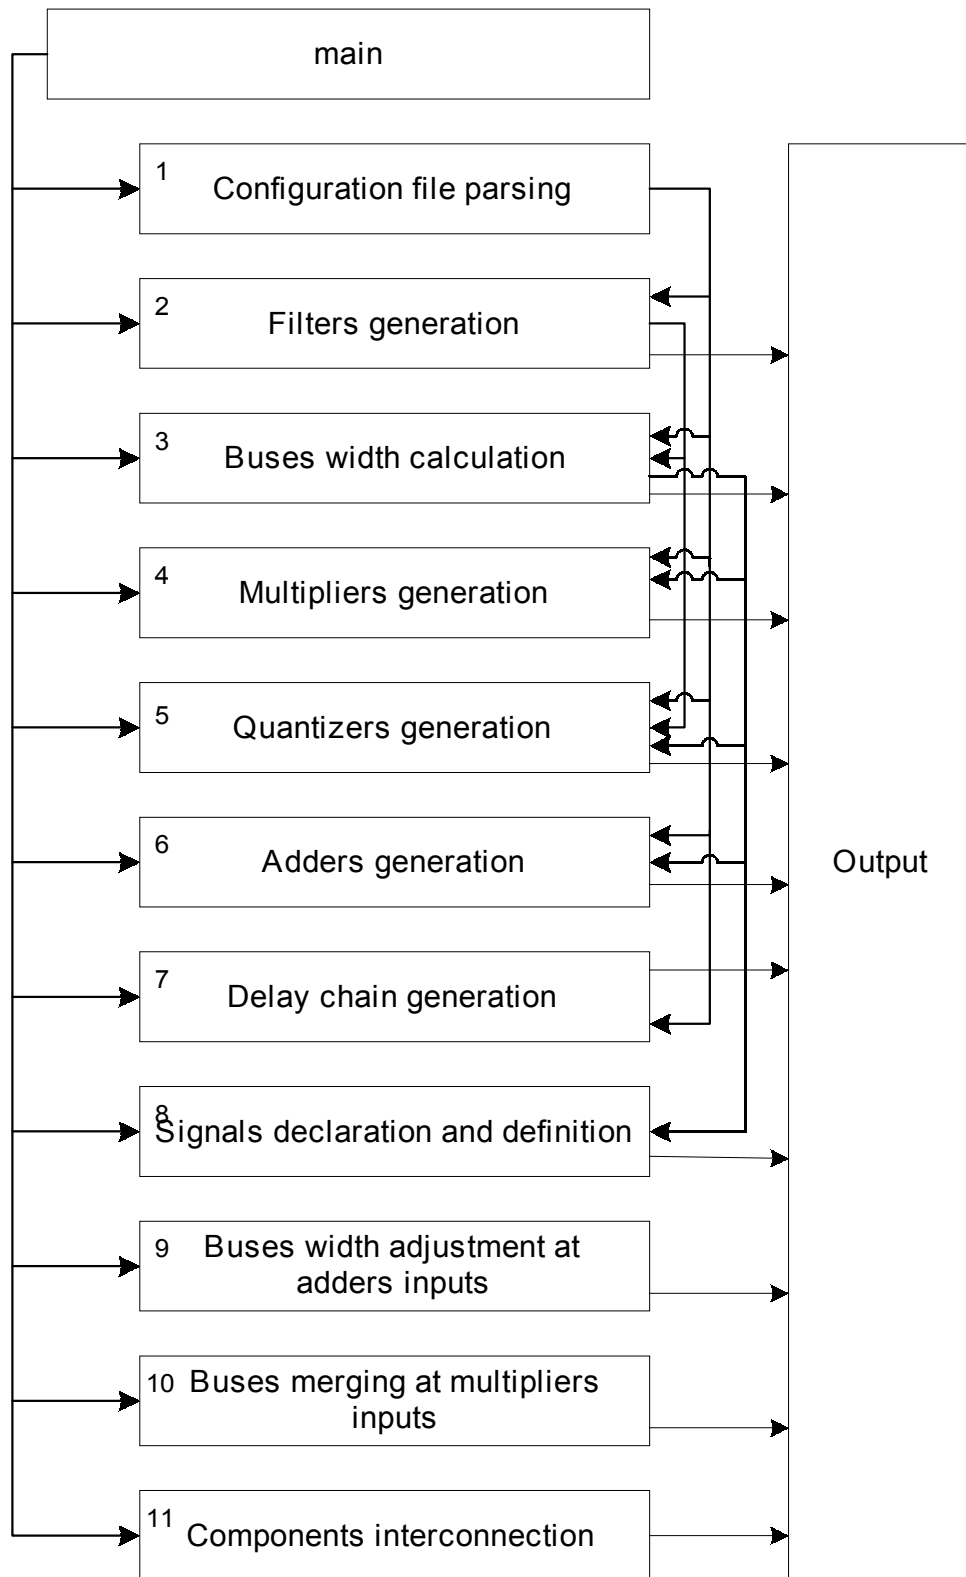 main
1
Configuration file parsing
2
Filters generation
3
Buses width calculation
4
Multipliers generation
5
Quantizers generation
6
Adders generation
Output
7
Delay chain generation
8
Signals declaration and definition
9
Buses width adjustment at
adders inputs
10
Buses merging at multipliers
inputs
11
Components interconnection